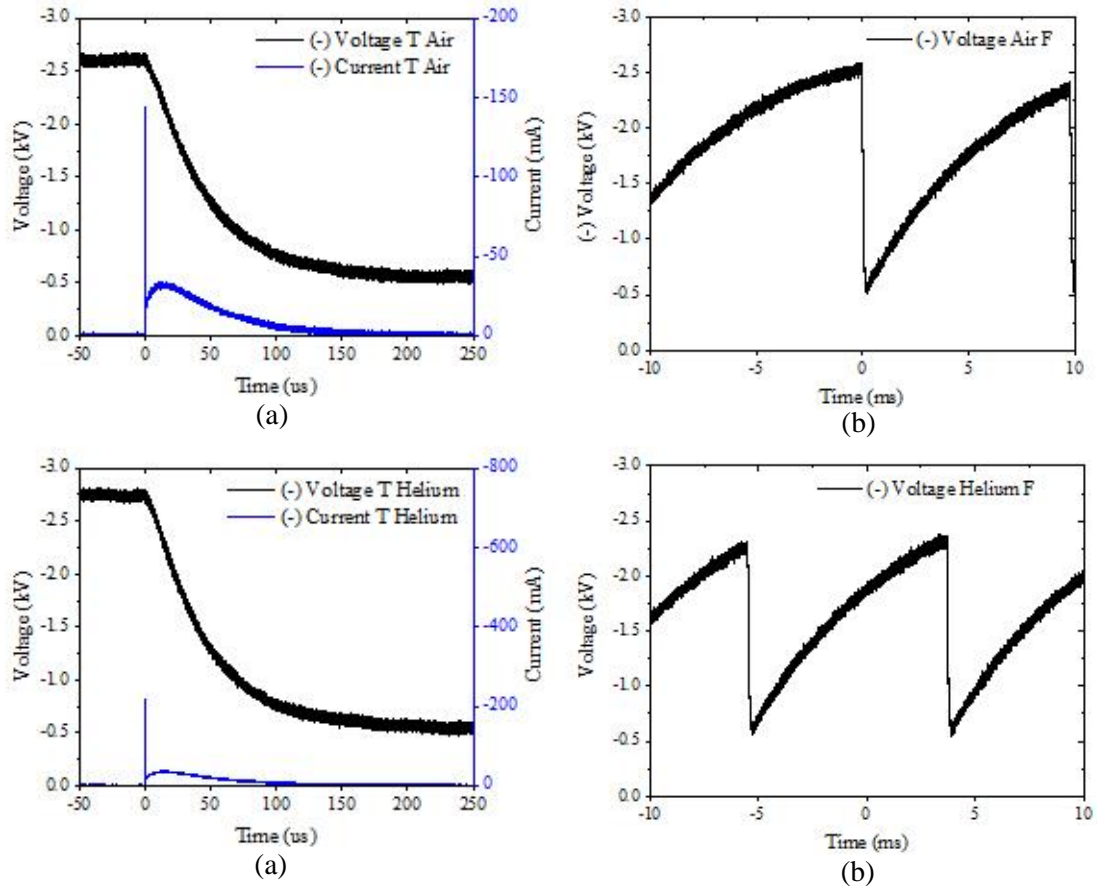 -3.0
-2.5
-2.0
-1.5
-1.0
-0.5
0.0
Voltage (kV)
(-) Voltage T Air
(-) Current T Air
-200
-150
-100
-50
0
Current (mA)
-50 0 50 100 150 200 250
Time (us)
(a)
-3.0
-2.5
-2.0
-1.5
-1.0
-0.5
0.0
(-) Voltage (kV)
(-) Voltage Air F
-10 -5 0 5 10
Time (ms)
(b)
-3.0
-2.5
-2.0
-1.5
-1.0
-0.5
0.0
Voltage (kV)
(-) Voltage T Helium
(-) Current T Helium
-800
-600
-400
-200
0
Current (mA)
-50 0 50 100 150 200 250
Time (us)
(a)
-3.0
-2.5
-2.0
-1.5
-1.0
-0.5
0.0
Voltage (kV)
(-) Voltage Helium F
-10 -5 0 5 10
Time (ms)
(b)